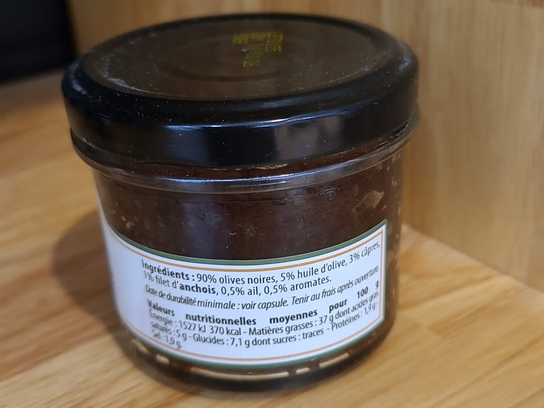 Ingrédients : 90% olives noires, 5% huile d'olive, 3% câpres,
1% filet d'anchois, 0,5% ail, 0,5% aromates.
Date de durabilité minimale : voir capsule. Tenir au frais après ouverture.
Valeurs nutritionnelles moyennes pour 100 g
Énergie : 1527 kJ 370 kcal - Matières grasses : 37 g dont acides gras
saturés : 5 g - Glucides : 7,1 g dont sucres : traces - Protéines : 1,9 g
Sel : 1,9 g